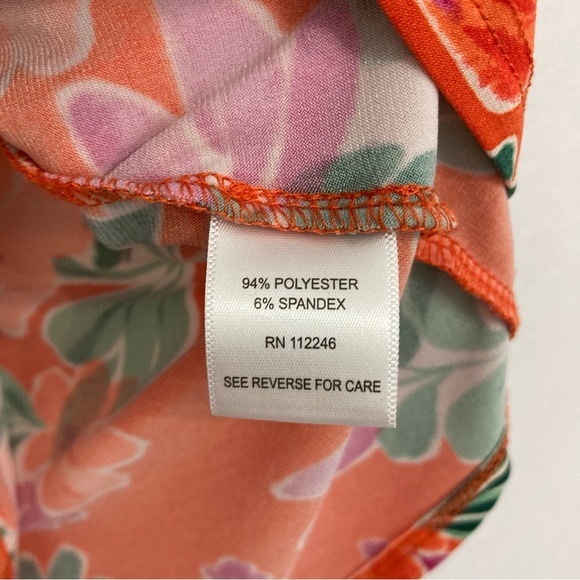 94% POLYESTER
6% SPANDEX
RN 112246
SEE REVERSE FOR CARE